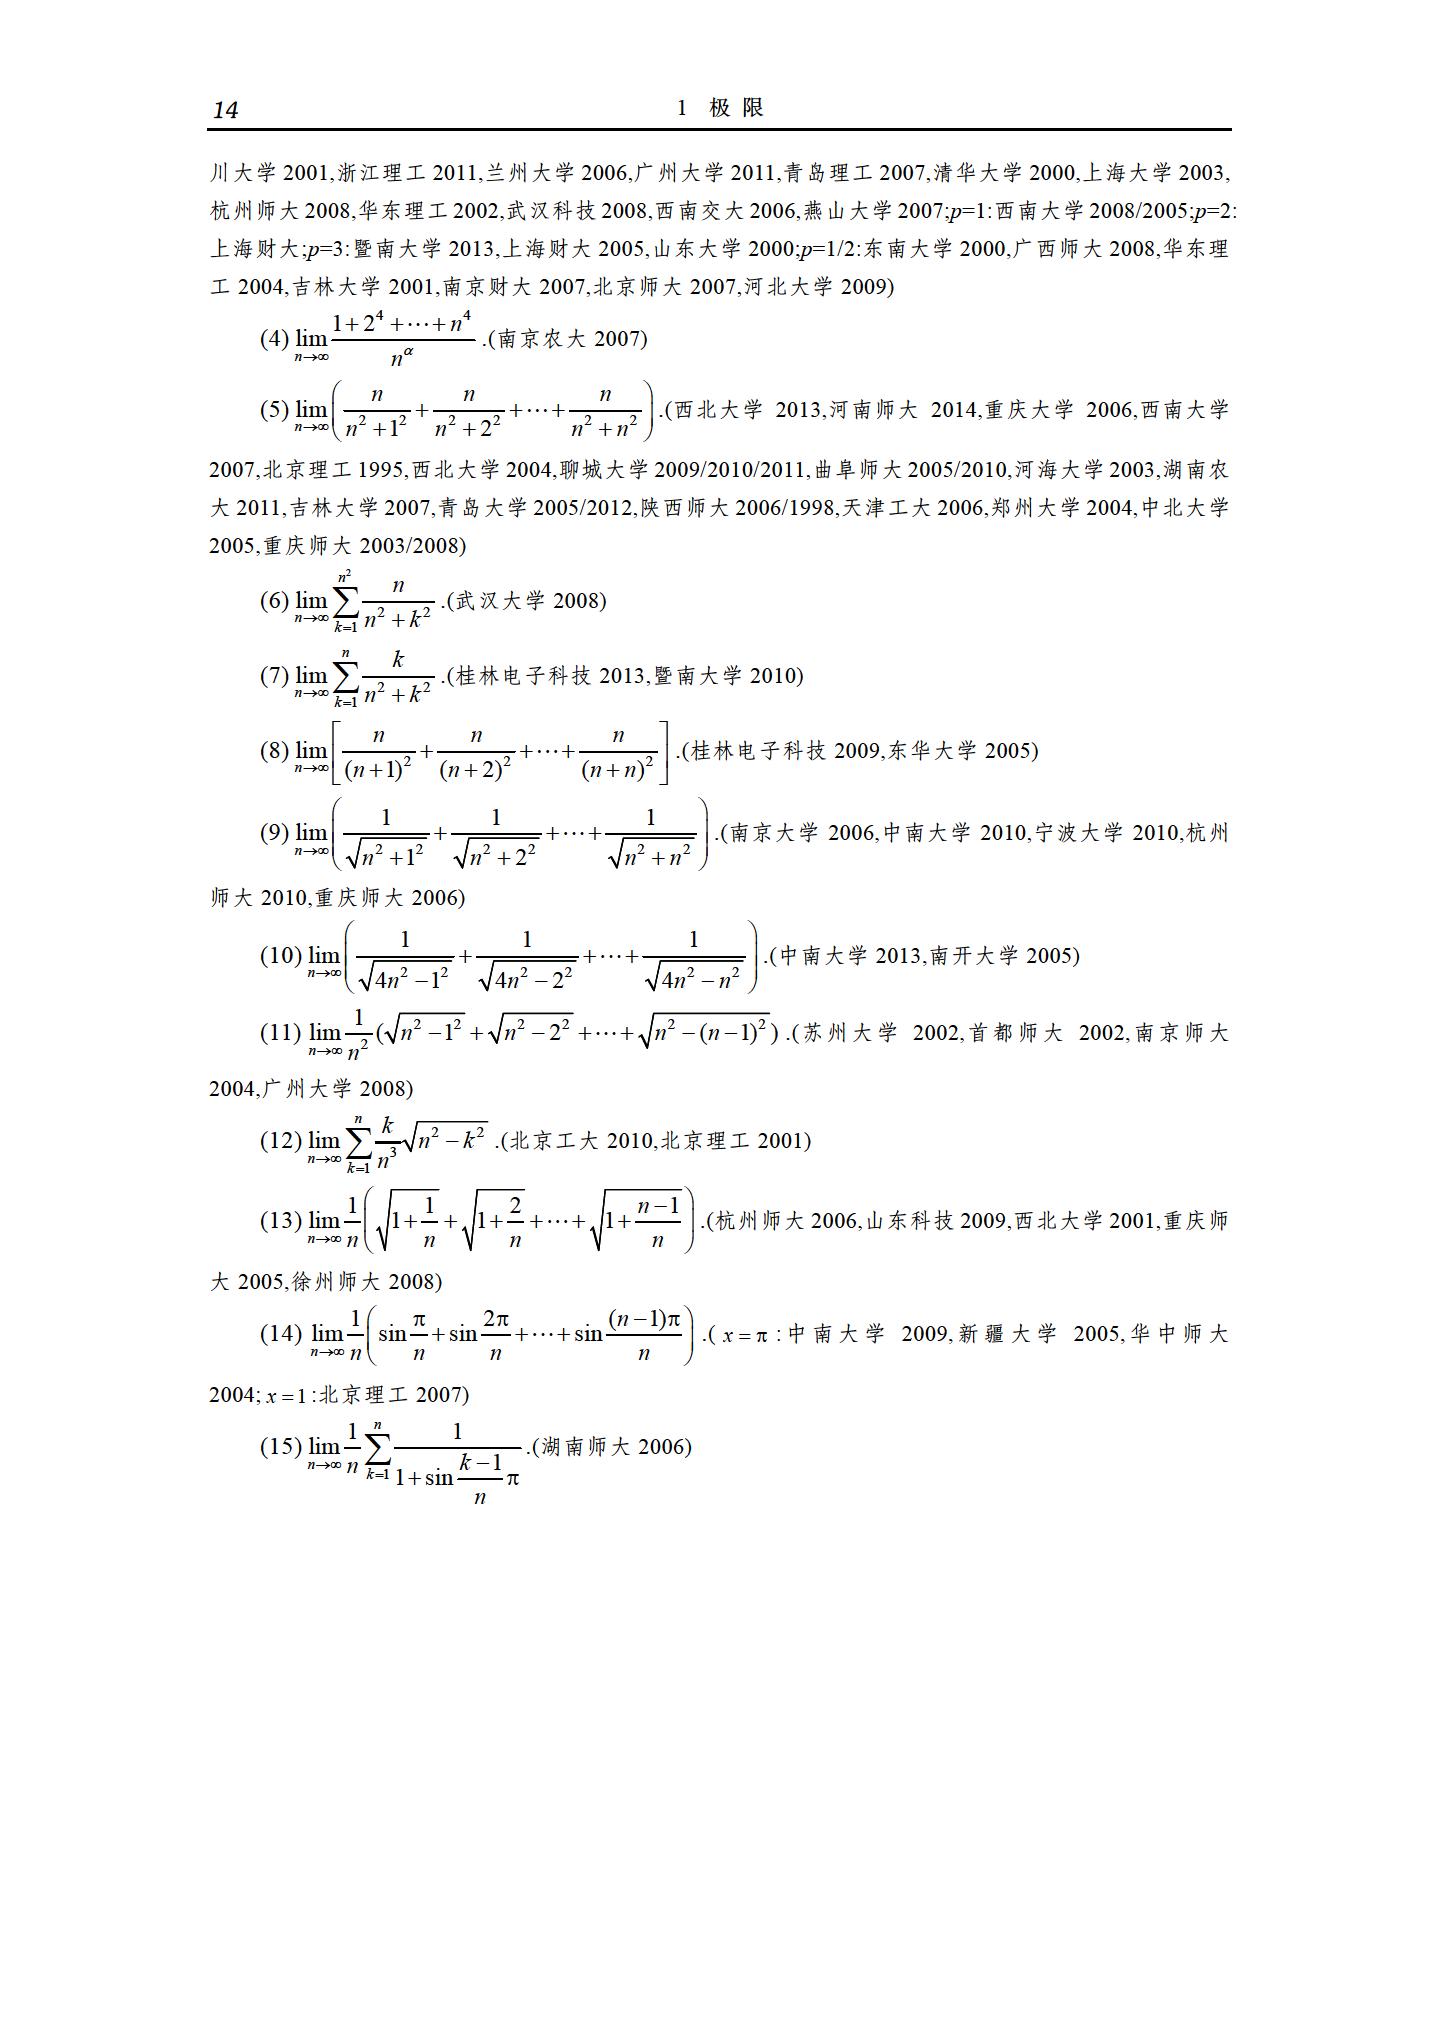 14 1 极 限
川大学 2001,浙江理工 2011,兰州大学 2006,广州大学 2011,青岛理工 2007,清华大学 2000,上海大学 2003,
杭州师大 2008,华东理工 2002,武汉科技 2008,西南交大 2006,燕山大学 2007;p=1:西南大学 2008/2005;p=2:
上海财大;p=3:暨南大学 2013,上海财大 2005,山东大学 2000;p=1/2:东南大学 2000,广西师大 2008,华东理
工 2004,吉林大学 2001,南京财大 2007,北京师大 2007,河北大学 2009)
(4) $\lim_{n\to\infty}\frac{1+2^4+\cdots+n^4}{n^\alpha}$.(南京农大 2007)
(5) $\lim_{n\to\infty}\left(\frac{n}{n^2+1^2}+\frac{n}{n^2+2^2}+\cdots+\frac{n}{n^2+n^2}\right)$.(西北大学 2013,河南师大 2014,重庆大学 2006,西南大学
2007,北京理工 1995,西北大学 2004,聊城大学 2009/2010/2011,曲阜师大 2005/2010,河海大学 2003,湖南农
大 2011,吉林大学 2007,青岛大学 2005/2012,陕西师大 2006/1998,天津工大 2006,郑州大学 2004,中北大学
2005,重庆师大 2003/2008)
(6) $\lim_{n\to\infty}\sum_{k=1}^{n^2}\frac{n}{n^2+k^2}$.(武汉大学 2008)
(7) $\lim_{n\to\infty}\sum_{k=1}^{n}\frac{k}{n^2+k^2}$.(桂林电子科技 2013,暨南大学 2010)
(8) $\lim_{n\to\infty}\left[\frac{n}{(n+1)^2}+\frac{n}{(n+2)^2}+\cdots+\frac{n}{(n+n)^2}\right]$.(桂林电子科技 2009,东华大学 2005)
(9) $\lim_{n\to\infty}\left(\frac{1}{\sqrt{n^2+1^2}}+\frac{1}{\sqrt{n^2+2^2}}+\cdots+\frac{1}{\sqrt{n^2+n^2}}\right)$.(南京大学 2006,中南大学 2010,宁波大学 2010,杭州
师大 2010,重庆师大 2006)
(10) $\lim_{n\to\infty}\left(\frac{1}{\sqrt{4n^2-1^2}}+\frac{1}{\sqrt{4n^2-2^2}}+\cdots+\frac{1}{\sqrt{4n^2-n^2}}\right)$.(中南大学 2013,南开大学 2005)
(11) $\lim_{n\to\infty}\frac{1}{n^2}(\sqrt{n^2-1^2}+\sqrt{n^2-2^2}+\cdots+\sqrt{n^2-(n-1)^2})$.(苏州大学 2002,首都师大 2002,南京师大
2004,广州大学 2008)
(12) $\lim_{n\to\infty}\sum_{k=1}^{n}\frac{k}{n^3}\sqrt{n^2-k^2}$.(北京工大 2010,北京理工 2001)
(13) $\lim_{n\to\infty}\frac{1}{n}\left(\sqrt{1+\frac{1}{n}}+\sqrt{1+\frac{2}{n}}+\cdots+\sqrt{1+\frac{n-1}{n}}\right)$.(杭州师大 2006,山东科技 2009,西北大学 2001,重庆师
大 2005,徐州师大 2008)
(14) $\lim_{n\to\infty}\frac{1}{n}\left(\sin\frac{\pi}{n}+\sin\frac{2\pi}{n}+\cdots+\sin\frac{(n-1)\pi}{n}\right)$.( $x=\pi$ :中南大学 2009,新疆大学 2005,华中师大
2004; $x=1$ :北京理工 2007)
(15) $\lim_{n\to\infty}\frac{1}{n}\sum_{k=1}^{n}\frac{1}{1+\sin\frac{k-1}{n}\pi}$.(湖南师大 2006)